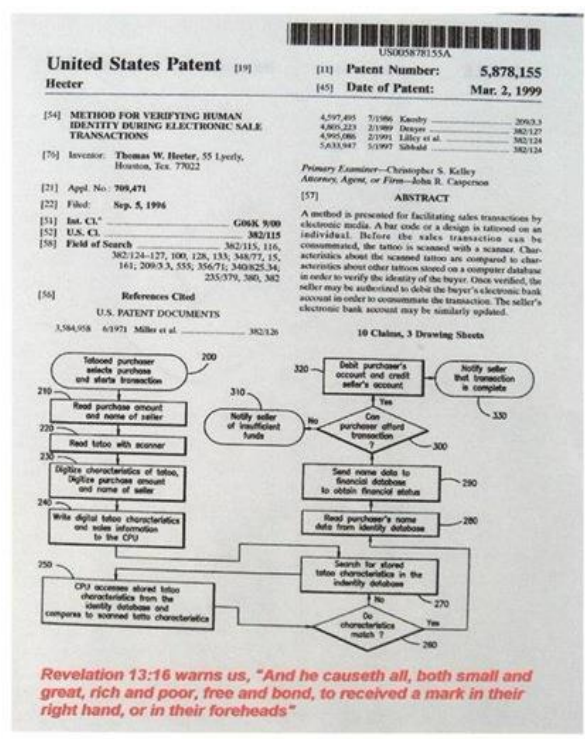 US005878155A
United States Patent [19]
Heeter
[11] Patent Number: 5,878,155
[45] Date of Patent: Mar. 2, 1999
[54] METHOD FOR VERIFYING HUMAN
IDENTITY DURING ELECTRONIC SALE
TRANSACTIONS
[76] Inventor: Thomas W. Heeter, 55 Lyerly,
Houston, Tex. 77022
[21] Appl. No.: 709,471
[22] Filed: Sep. 5, 1996
[51] Int. Cl.6 G06K 9/00
[52] U.S. Cl. 382/115
[58] Field of Search 382/115, 116,
382/124–127, 100, 128, 133; 348/77, 15,
161; 209/3.3, 555; 356/71; 340/825.34;
235/379, 380, 382
[56] References Cited
U.S. PATENT DOCUMENTS
3,584,958 6/1971 Miller et al. 382/126
4,597,495 7/1986 Knosby 209/3.3
4,805,223 2/1989 Denyer 382/127
4,995,086 2/1991 Lilley et al. 382/124
5,633,947 5/1997 Sibbald 382/124
Primary Examiner—Christopher S. Kelley
Attorney, Agent, or Firm—John R. Casperson
[57] ABSTRACT
A method is presented for facilitating sales transactions by
electronic media. A bar code or a design is tattooed on an
individual. Before the sales transaction can be
consummated, the tattoo is scanned with a scanner. Char-
acteristics about the scanned tattoo are compared to char-
acteristics about other tattoos stored on a computer database
in order to verify the identity of the buyer. Once verified, the
seller may be authorized to debit the buyer's electronic bank
account in order to consummate the transaction. The seller's
electronic bank account may be similarly updated.
10 Claims, 3 Drawing Sheets
Tatooed purchaser
selects purchase
and starts transaction
200
210
Read purchase amount
and name of seller
220
Read tatoo with scanner
230
Digitize characteristics of tatoo,
Digitize purchase amount
and name of seller
240
Write digital tatoo characteristics
and sales information
to the CPU
250
CPU accesses stored tatoo
characteristics from the
identity database and
compares to scanned tatto characteristics
Do
characteristics
match ?
260
No
Yes
Search for stored
tatoo characteristics in the
indentity database
270
Read purchaser's name
data from identity database
280
Send name data to
financial database
to obtain financial status
290
Can
purchaser afford
transaction
?
300
No
Yes
310
Notify seller
of insufficient
funds
320
Debit purchaser's
account and credit
seller's account
Notify seller
that transaction
is complete
330
Revelation 13:16 warns us, "And he causeth all, both small and
great, rich and poor, free and bond, to received a mark in their
right hand, or in their foreheads"